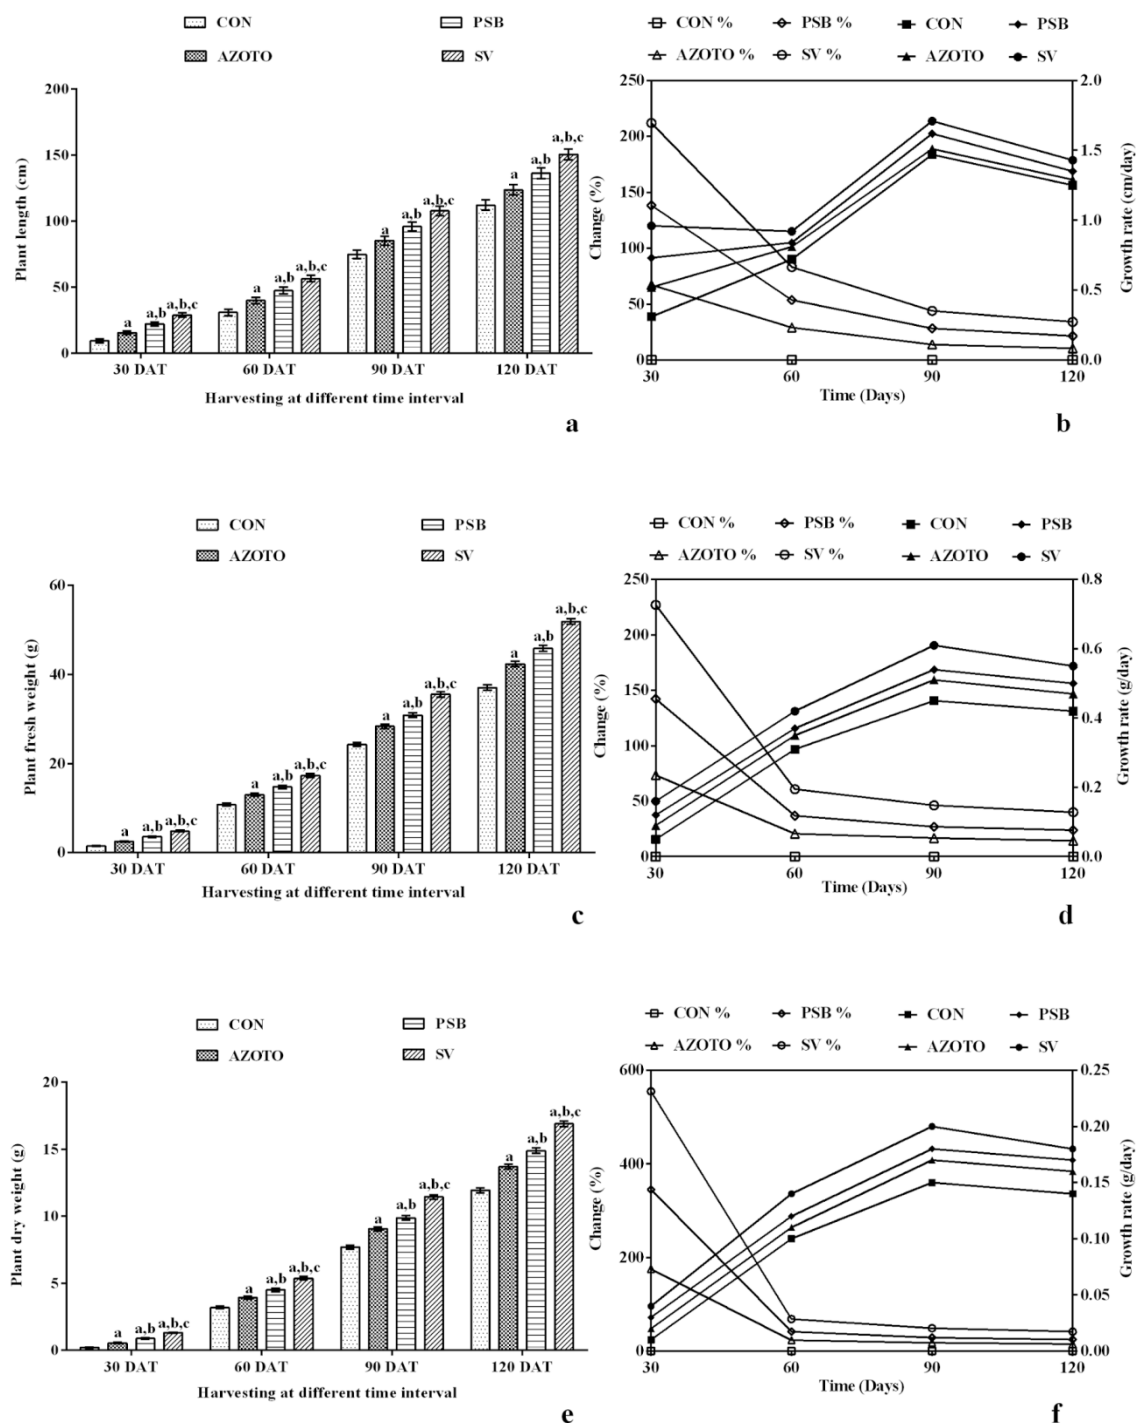 CON PSB
AZOTO SV
200
150
100
50
0
Plant length (cm)
a a,b a,b,c
a a,b a,b,c
a a,b a,b,c
a a,b a,b,c
30 DAT 60 DAT 90 DAT 120 DAT
Harvesting at different time interval
a
CON % PSB % CON PSB
AZOTO % SV % AZOTO SV
250
200
150
100
50
0
Change (%)
2.0
1.5
1.0
0.5
0.0
Growth rate (cm/day)
30 60 90 120
Time (Days)
b
CON PSB
AZOTO SV
60
40
20
0
Plant fresh weight (g)
a a,b a,b,c
a a,b a,b,c
a a,b a,b,c
a a,b a,b,c
30 DAT 60 DAT 90 DAT 120 DAT
Harvesting at different time interval
c
CON % PSB % CON PSB
AZOTO % SV % AZOTO SV
250
200
150
100
50
0
Change (%)
0.8
0.6
0.4
0.2
0.0
Growth rate (g/day)
30 60 90 120
Time (Days)
d
CON PSB
AZOTO SV
20
15
10
5
0
Plant dry weight (g)
a a,b a,b,c
a a,b a,b,c
a a,b a,b,c
a a,b a,b,c
30 DAT 60 DAT 90 DAT 120 DAT
Harvesting at different time interval
e
CON % PSB % CON PSB
AZOTO % SV % AZOTO SV
600
400
200
0
Change (%)
0.25
0.20
0.15
0.10
0.05
0.00
Growth rate (g/day)
30 60 90 120
Time (Days)
f